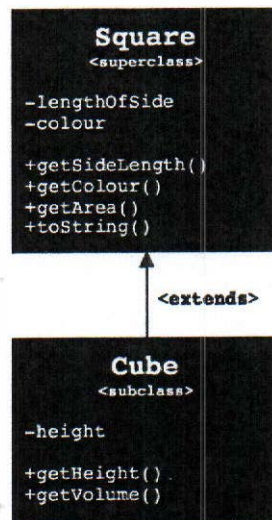 Square
<superclass>
-lengthOfSide
-colour
+getSideLength()
+getColour()
+getArea()
+toString()
<extends>
Cube
<subclass>
-height
+getHeight()
+getVolume()